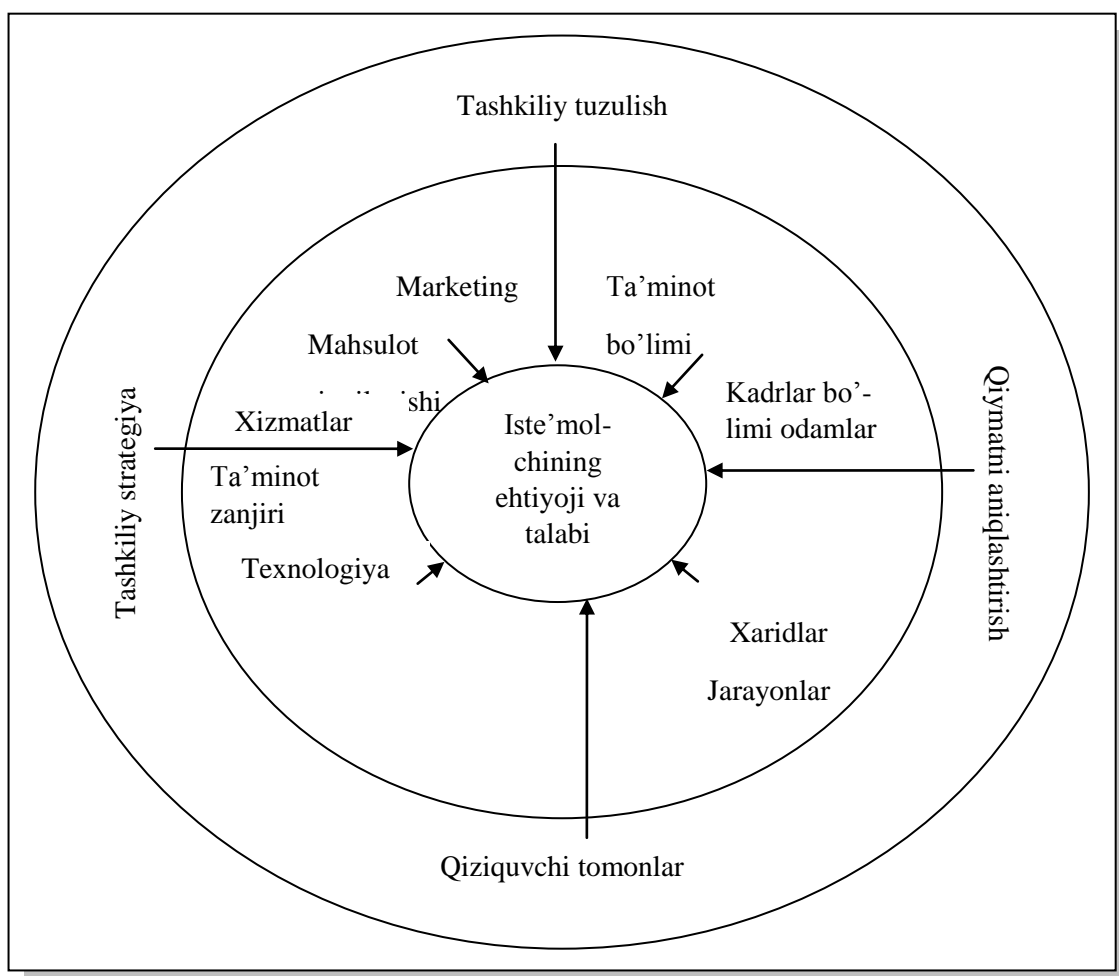 Tashkiliy tuzulish
Marketing
Ta’minot
bo’limi
Mahsulot
shi
Xizmatlar
Ta’minot
zanjiri
Texnologiya
Kadrlar bo’-
limi odamlar
Iste’mol-
chining
ehtiyoji va
talabi
Tashkiliy strategiya
Qiymatni aniqlashtirish
Xaridlar
Jarayonlar
Qiziquvchi tomonlar